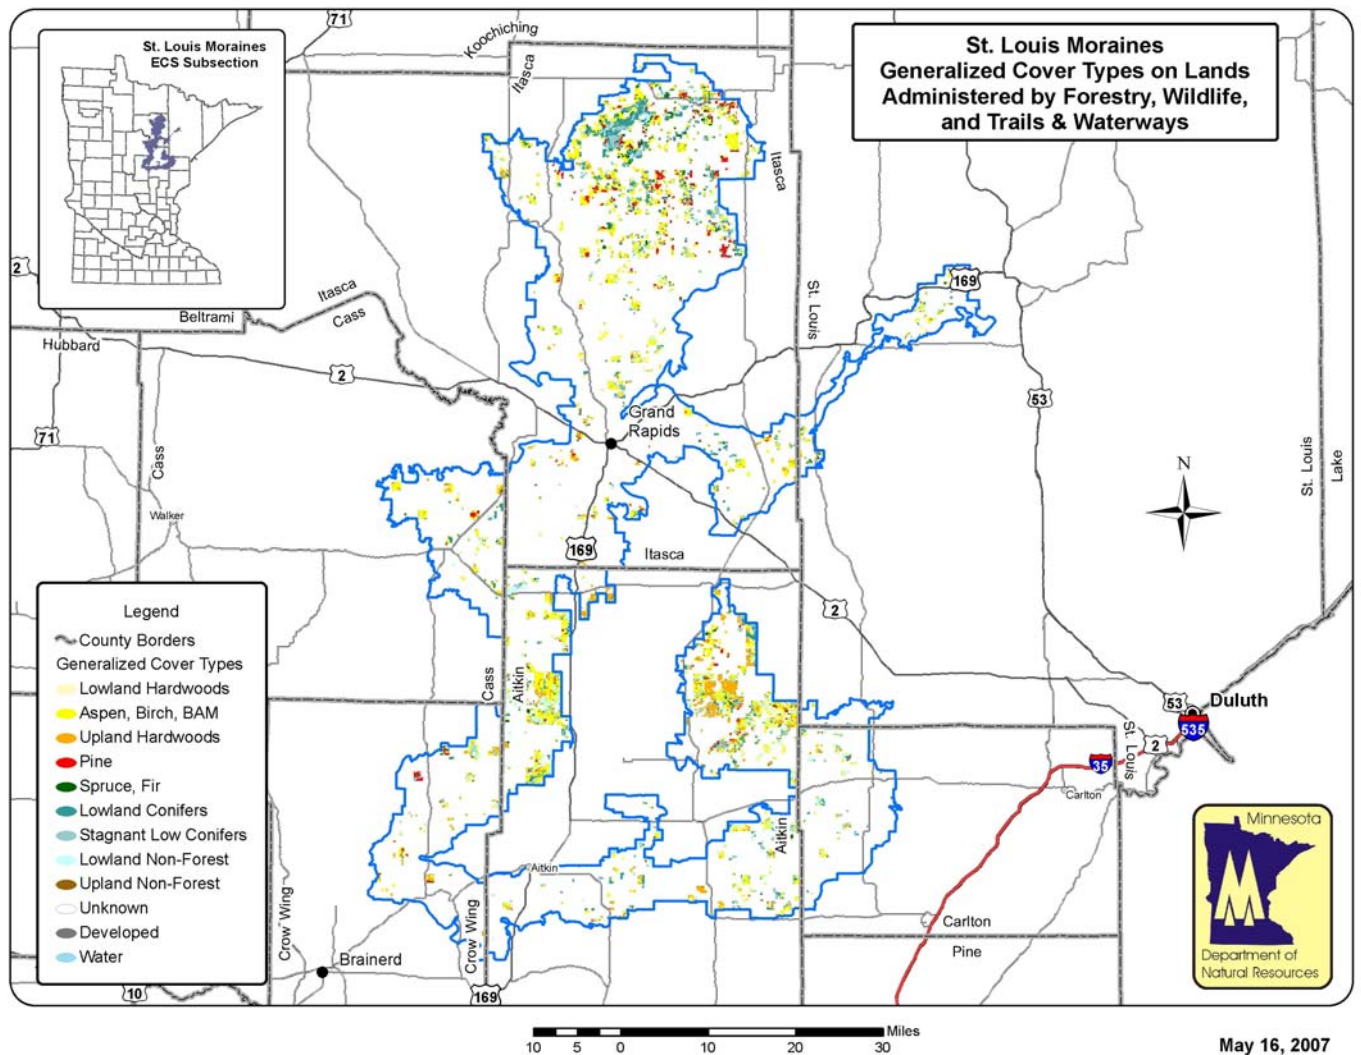 St. Louis Moraines
ECS Subsection
St. Louis Moraines
Generalized Cover Types on Lands
Administered by Forestry, Wildlife,
and Trails & Waterways
71
Koochiching
Itasca
Itasca
2
Itasca
Cass
Beltrami
Hubbard
2
St. Louis
169
53
71
Grand
Rapids
Cass
Walker
St. Louis
Lake
N
169
Itasca
2
Legend
County Borders
Generalized Cover Types
Lowland Hardwoods
Aspen, Birch, BAM
Upland Hardwoods
Pine
Spruce, Fir
Lowland Conifers
Stagnant Low Conifers
Lowland Non-Forest
Upland Non-Forest
Unknown
Developed
Water
Cass
Aitkin
53
Duluth
535
St. Louis
2
35
Carlton
Aitkin
Aitkin
Crow Wing
Crow Wing
Carlton
Pine
Brainerd
10
169
Minnesota
Department of
Natural Resources
Miles
10 5 0 10 20 30
May 16, 2007